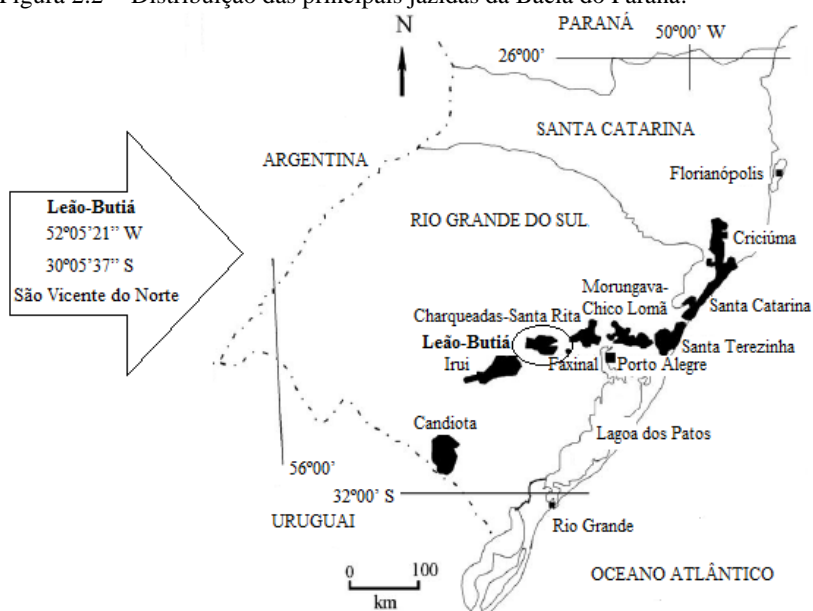 Figura 2.2 – Distribuição das principais jazidas da Bacia do Paraná.
PARANÁ
50º00' W
N
26º00'
SANTA CATARINA
ARGENTINA
Florianópolis
Leão-Butiá
52º05'21" W
30º05'37" S
São Vicente do Norte
RIO GRANDE DO SUL
Criciúma
Morungava-
Chico Lomã
Santa Catarina
Charqueadas-Santa Rita
Leão-Butiá
Santa Terezinha
Irui
Faxinal
Porto Alegre
Candiota
Lagoa dos Patos
56º00'
32º00' S
URUGUAI
Rio Grande
0 100
km
OCEANO ATLÂNTICO